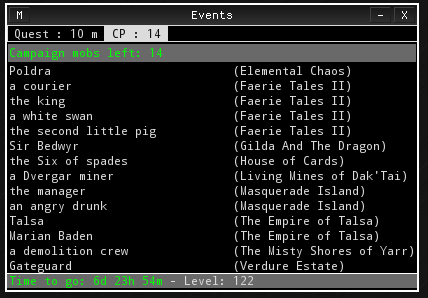 M Events – X
Quest : 10 m CP : 14
Campaign mobs left: 14
Poldra (Elemental Chaos)
a courier (Faerie Tales II)
the king (Faerie Tales II)
a white swan (Faerie Tales II)
the second little pig (Faerie Tales II)
Sir Bedwyr (Gilda And The Dragon)
the Six of spades (House of Cards)
a Dvergar miner (Living Mines of Dak'Tai)
the manager (Masquerade Island)
an angry drunk (Masquerade Island)
Talsa (The Empire of Talsa)
Marian Baden (The Empire of Talsa)
a demolition crew (The Misty Shores of Yarr)
Gateguard (Verdure Estate)
Time to go: 6d 23h 54m - Level: 122